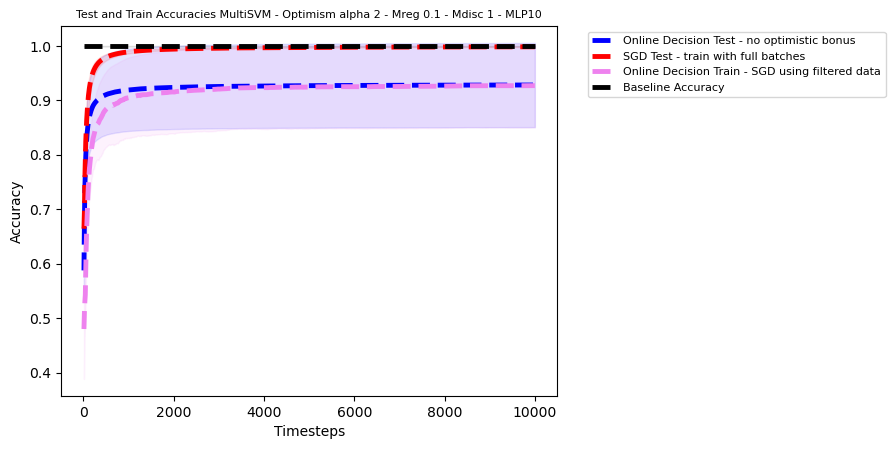 Test and Train Accuracies MultiSVM - Optimism alpha 2 - Mreg 0.1 - Mdisc 1 - MLP10
Online Decision Test - no optimistic bonus
SGD Test - train with full batches
Online Decision Train - SGD using filtered data
Baseline Accuracy
1.0
0.9
0.8
0.7
0.6
0.5
0.4
Accuracy
0
2000
4000
6000
8000
10000
Timesteps